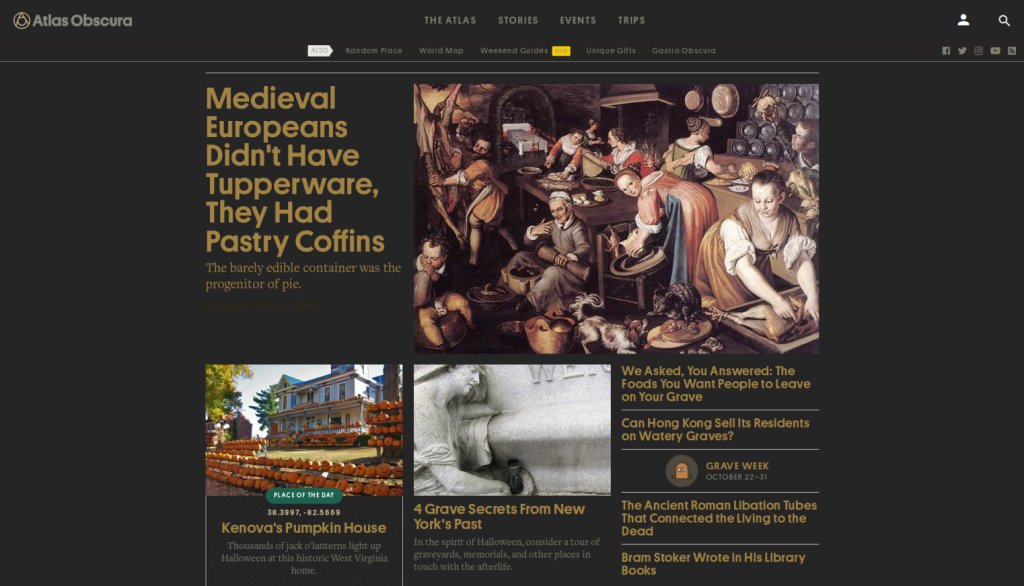 Atlas Obscura
THE ATLAS STORIES EVENTS TRIPS
ALSO Random Place World Map Weekend Guides NEW Unique Gifts Gastro Obscura
Medieval
Europeans
Didn't Have
Tupperware,
They Had
Pastry Coffins
The barely edible container was the
progenitor of pie.
PLACE OF THE DAY
38.3997, -82.5669
Kenova's Pumpkin House
Thousands of jack o'lanterns light up
Halloween at this historic West Virginia
home.
4 Grave Secrets From New
York's Past
In the spirit of Halloween, consider a tour of
graveyards, memorials, and other places in
touch with the afterlife.
We Asked, You Answered: The
Foods You Want People to Leave
on Your Grave
Can Hong Kong Sell Its Residents
on Watery Graves?
GRAVE WEEK
OCTOBER 22–31
The Ancient Roman Libation Tubes
That Connected the Living to the
Dead
Bram Stoker Wrote in His Library
Books